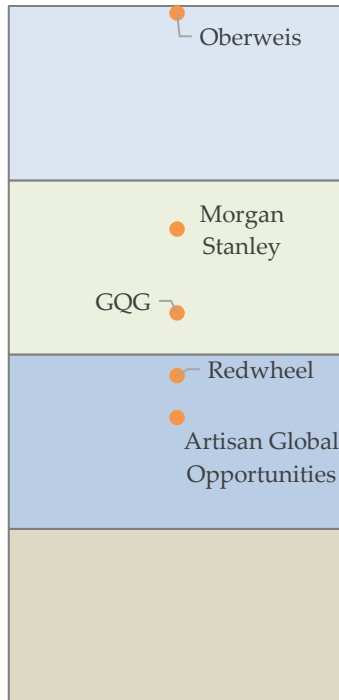 Oberweis
Morgan
Stanley
GQG
Redwheel
Artisan Global
Opportunities